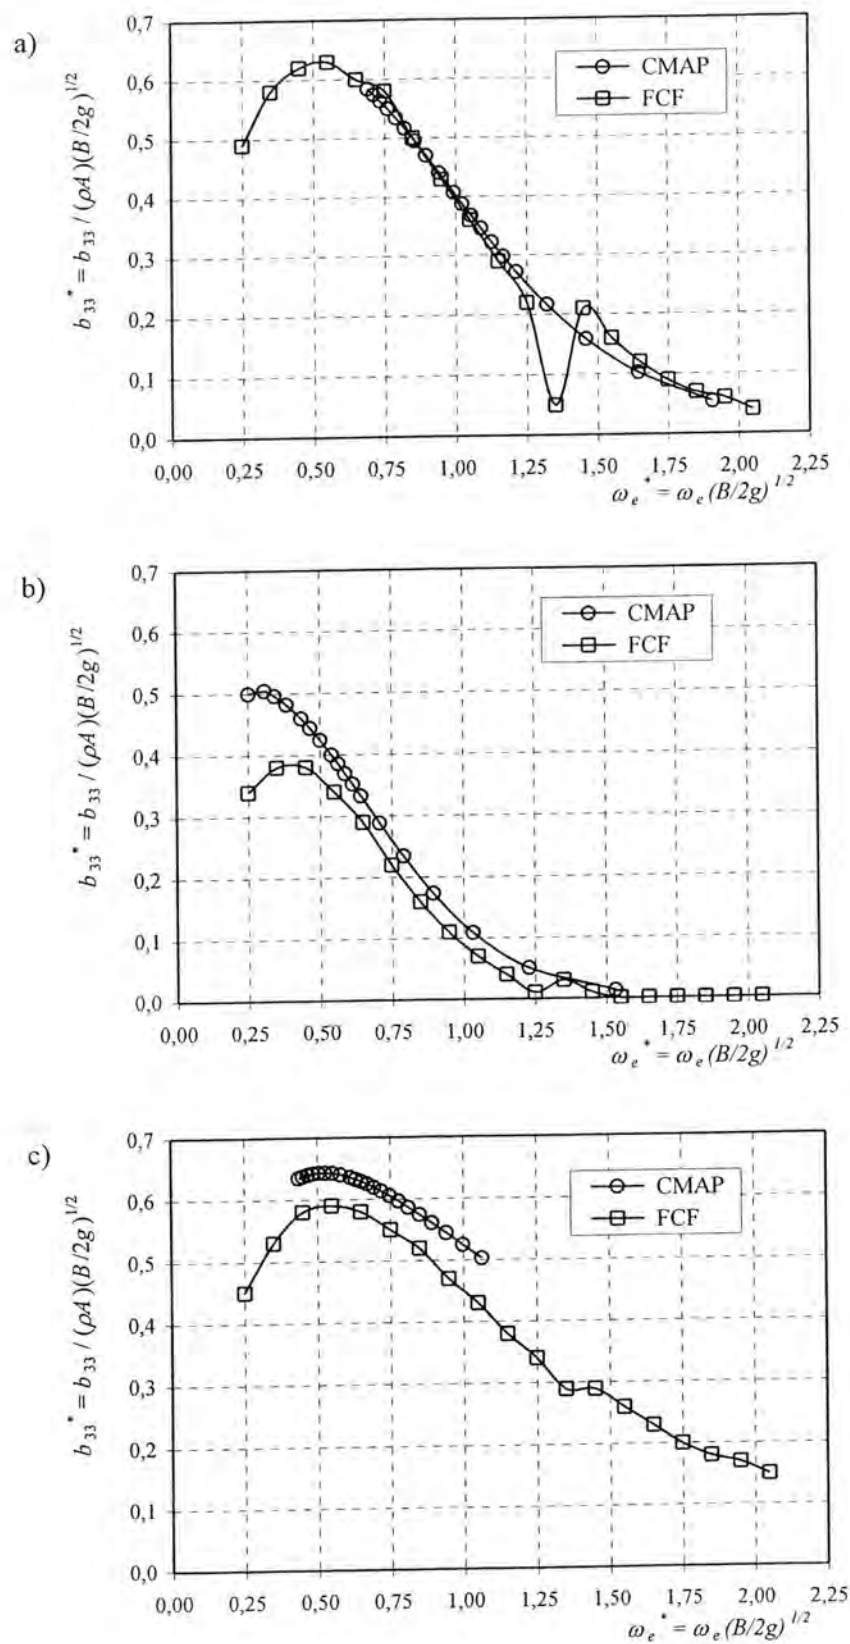 a)
0,7
0,6
0,5
0,4
0,3
0,2
0,1
0,0
b₃₃* = b₃₃ / (ρA)(B/2g)^1/2
CMAP
FCF
0,00 0,25 0,50 0,75 1,00 1,25 1,50 1,75 2,00 2,25
ωₑ* = ωₑ (B/2g)^1/2
b)
0,7
0,6
0,5
0,4
0,3
0,2
0,1
0,0
b₃₃* = b₃₃ / (ρA)(B/2g)^1/2
CMAP
FCF
0,00 0,25 0,50 0,75 1,00 1,25 1,50 1,75 2,00 2,25
ωₑ* = ωₑ (B/2g)^1/2
c)
0,7
0,6
0,5
0,4
0,3
0,2
0,1
0,0
b₃₃* = b₃₃ / (ρA)(B/2g)^1/2
CMAP
FCF
0,00 0,25 0,50 0,75 1,00 1,25 1,50 1,75 2,00 2,25
ωₑ* = ωₑ (B/2g)^1/2